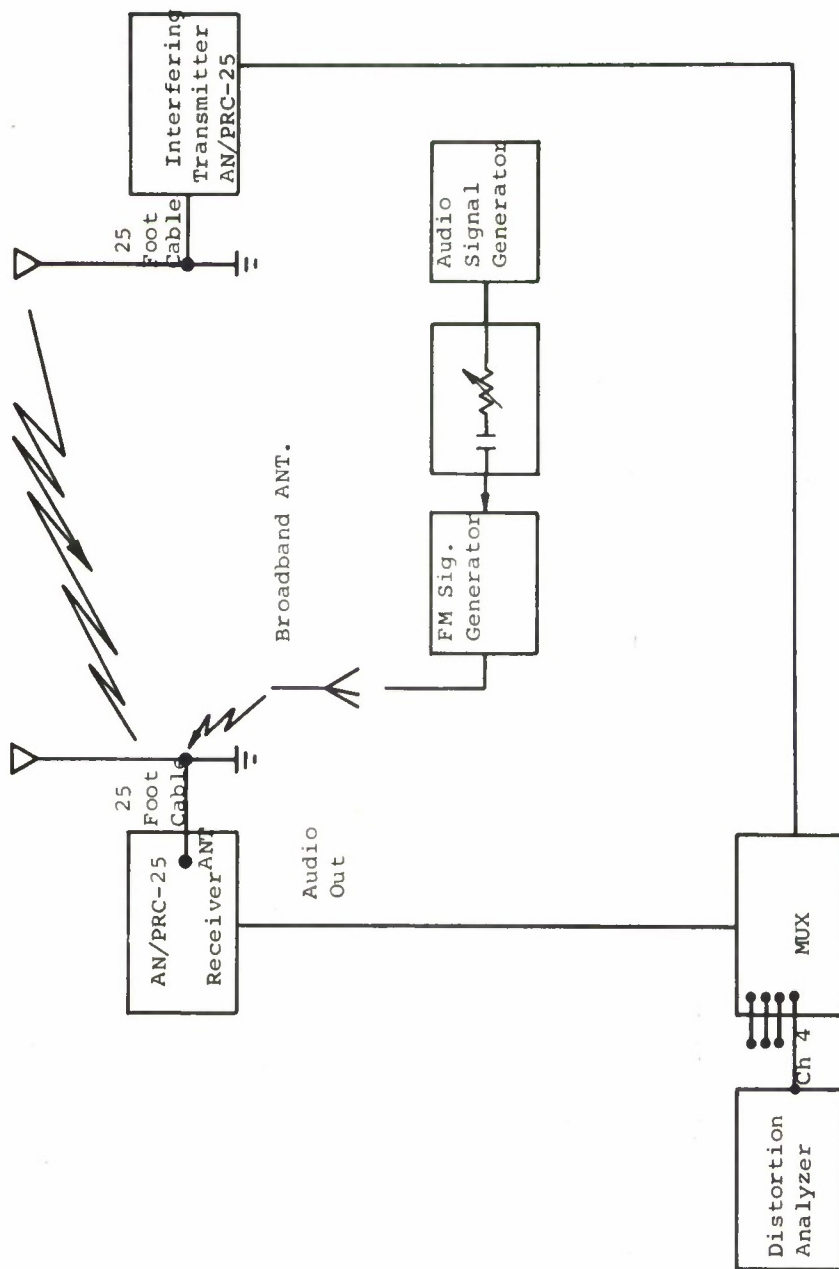 Interfering
Transmitter
AN/PRC-25
25
Foot
Cable
Audio
Signal
Generator
Broadband ANT.
FM Sig.
Generator
25
Foot
Cable
ANT
AN/PRC-25
Receiver
Audio
Out
MUX
Ch 4
Distortion
Analyzer